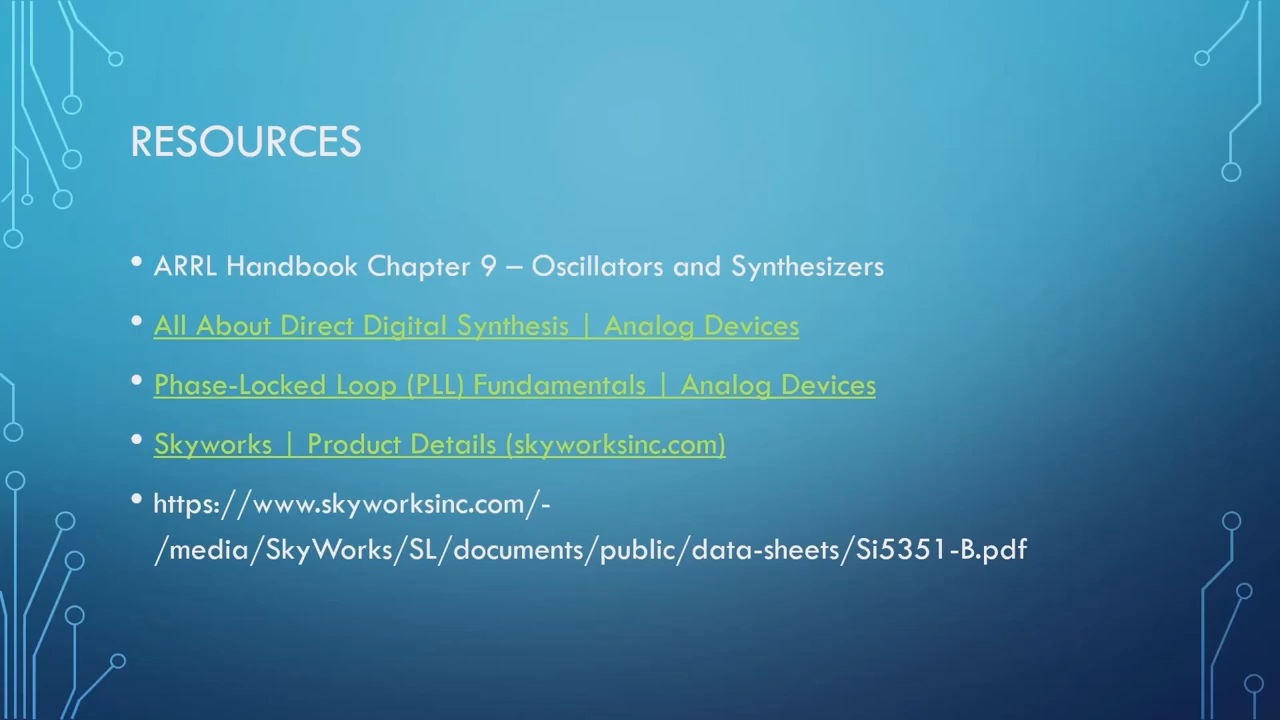 RESOURCES
• ARRL Handbook Chapter 9 – Oscillators and Synthesizers
• All About Direct Digital Synthesis | Analog Devices
• Phase-Locked Loop (PLL) Fundamentals | Analog Devices
• Skyworks | Product Details (skyworksinc.com)
• https://www.skyworksinc.com/-
/media/SkyWorks/SL/documents/public/data-sheets/Si5351-B.pdf